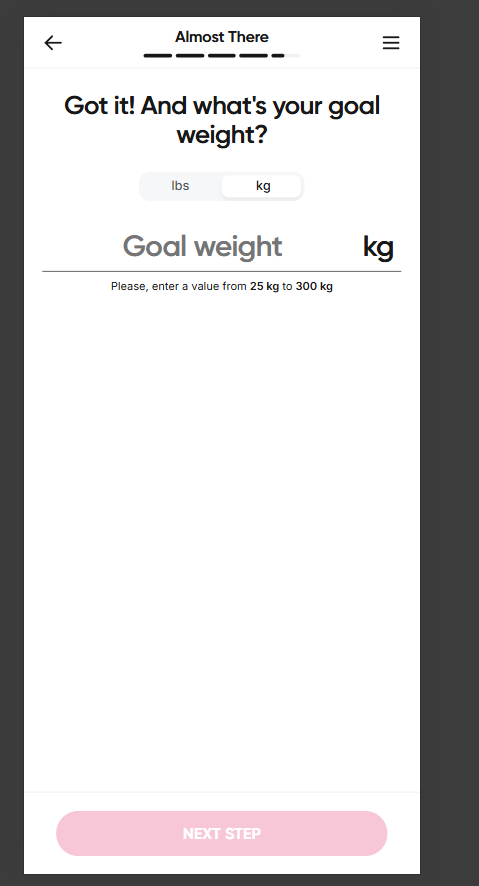 Almost There
Got it! And what's your goal
weight?
lbs kg
Goal weight kg
Please, enter a value from 25 kg to 300 kg
NEXT STEP